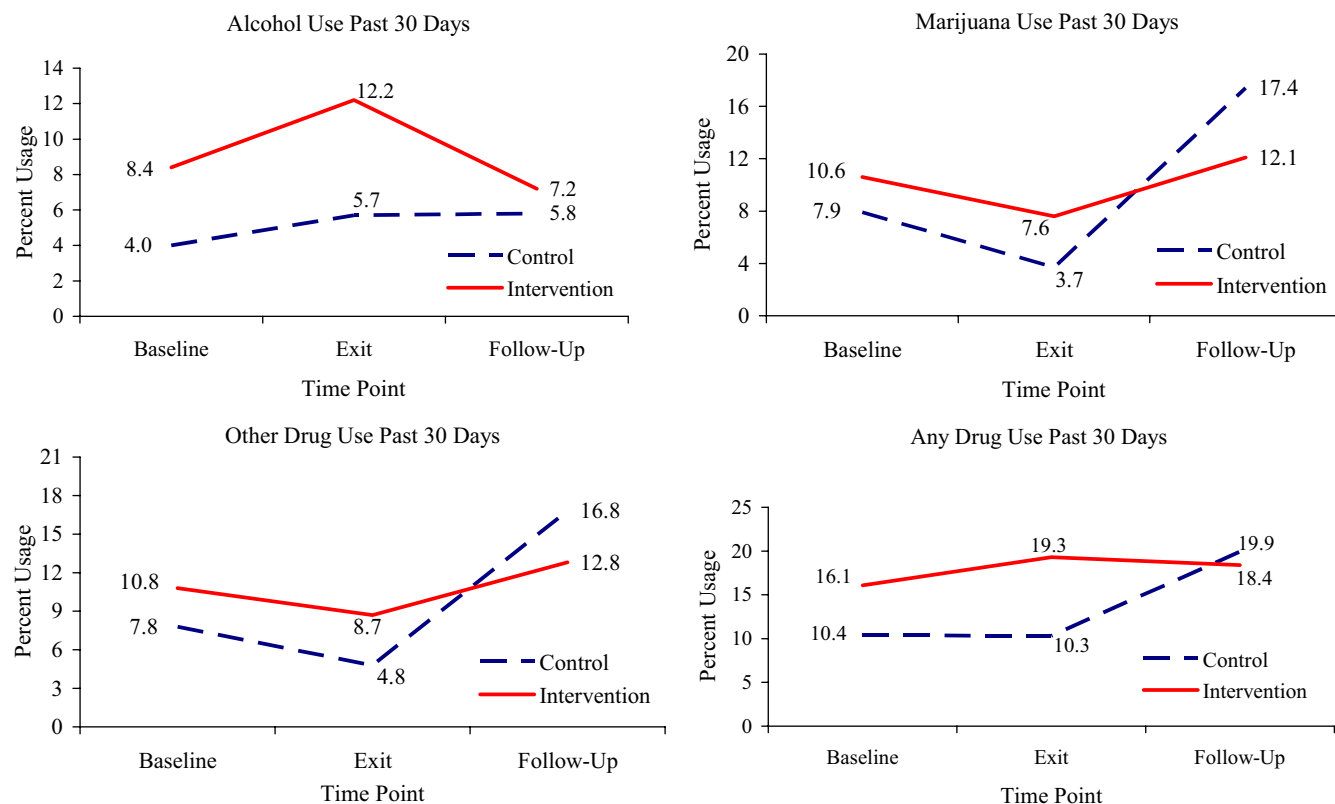 Alcohol Use Past 30 Days
Percent Usage
14
12
10
8
6
4
2
0
8.4
12.2
7.2
4.0
5.7
5.8
Control
Intervention
Baseline Exit Follow-Up
Time Point
Marijuana Use Past 30 Days
Percent Usage
20
16
12
8
4
0
10.6
7.6
12.1
7.9
3.7
17.4
Control
Intervention
Baseline Exit Follow-Up
Time Point
Other Drug Use Past 30 Days
Percent Usage
21
18
15
12
9
6
3
0
10.8
8.7
12.8
7.8
4.8
16.8
Control
Intervention
Baseline Exit Follow-Up
Time Point
Any Drug Use Past 30 Days
Percent Usage
25
20
15
10
5
0
16.1
19.3
18.4
10.4
10.3
19.9
Control
Intervention
Baseline Exit Follow-Up
Time Point